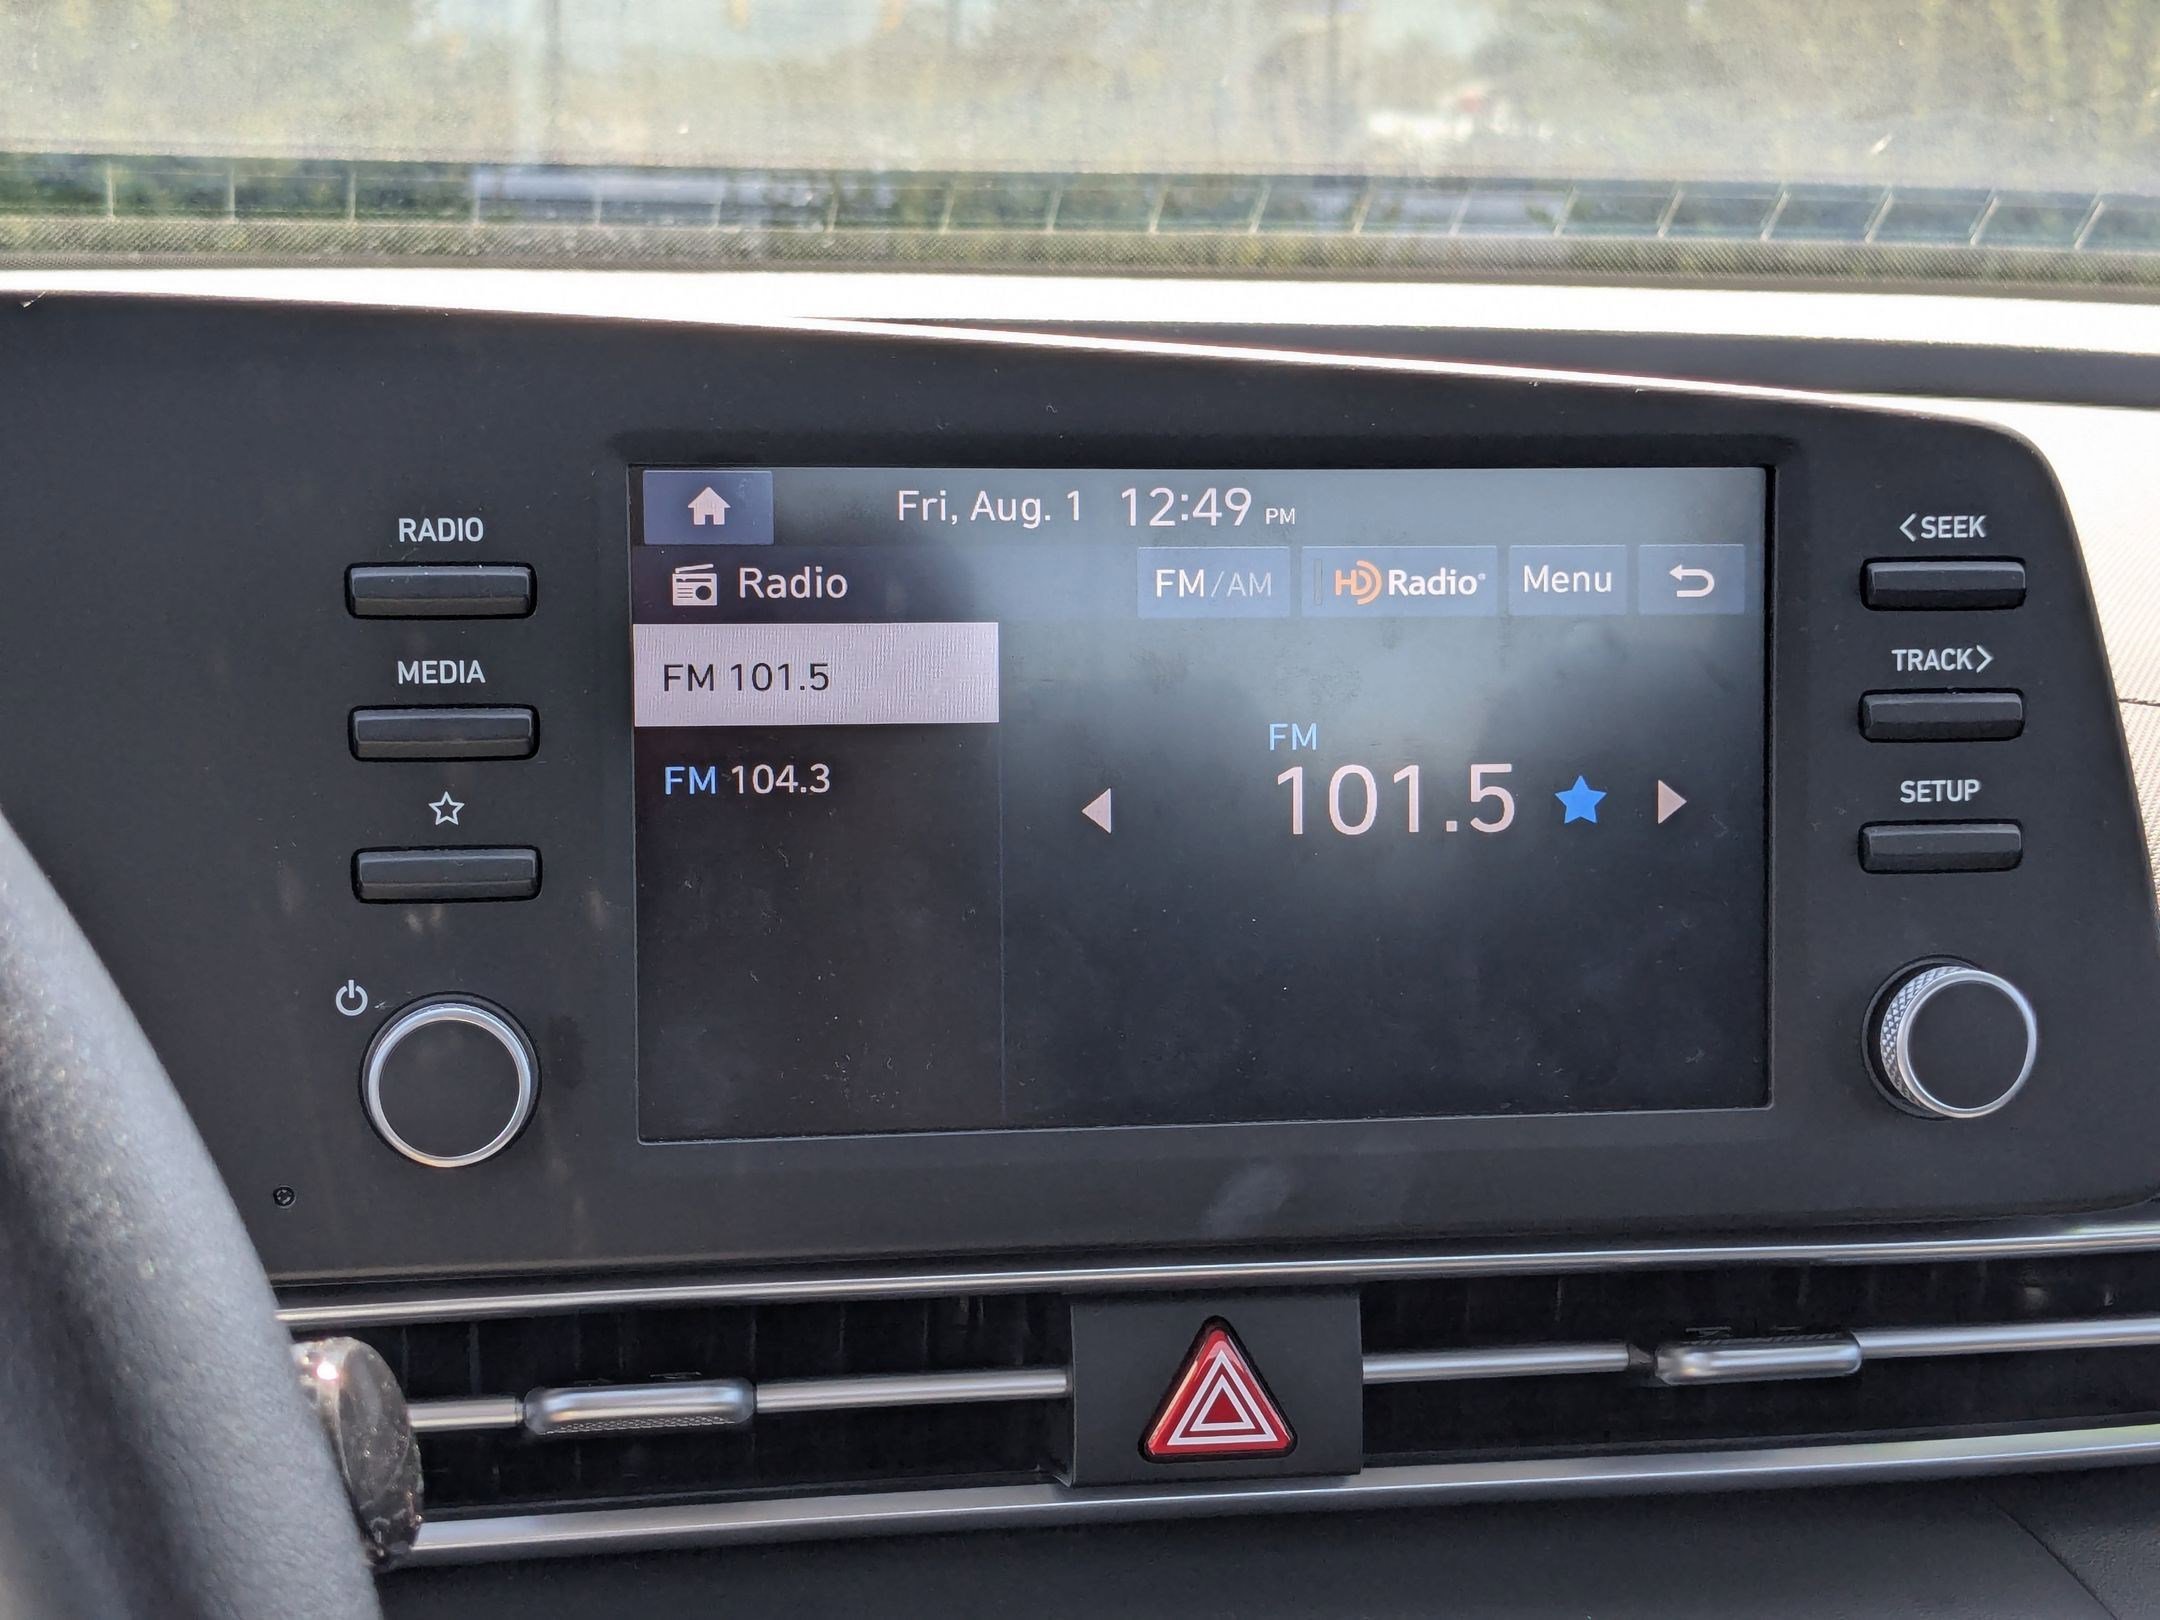 RADIO
MEDIA
Fri, Aug. 1 12:49 PM
Radio FM/AM HD Radio® Menu
FM 101.5
FM 104.3
FM
101.5
<SEEK
TRACK>
SETUP